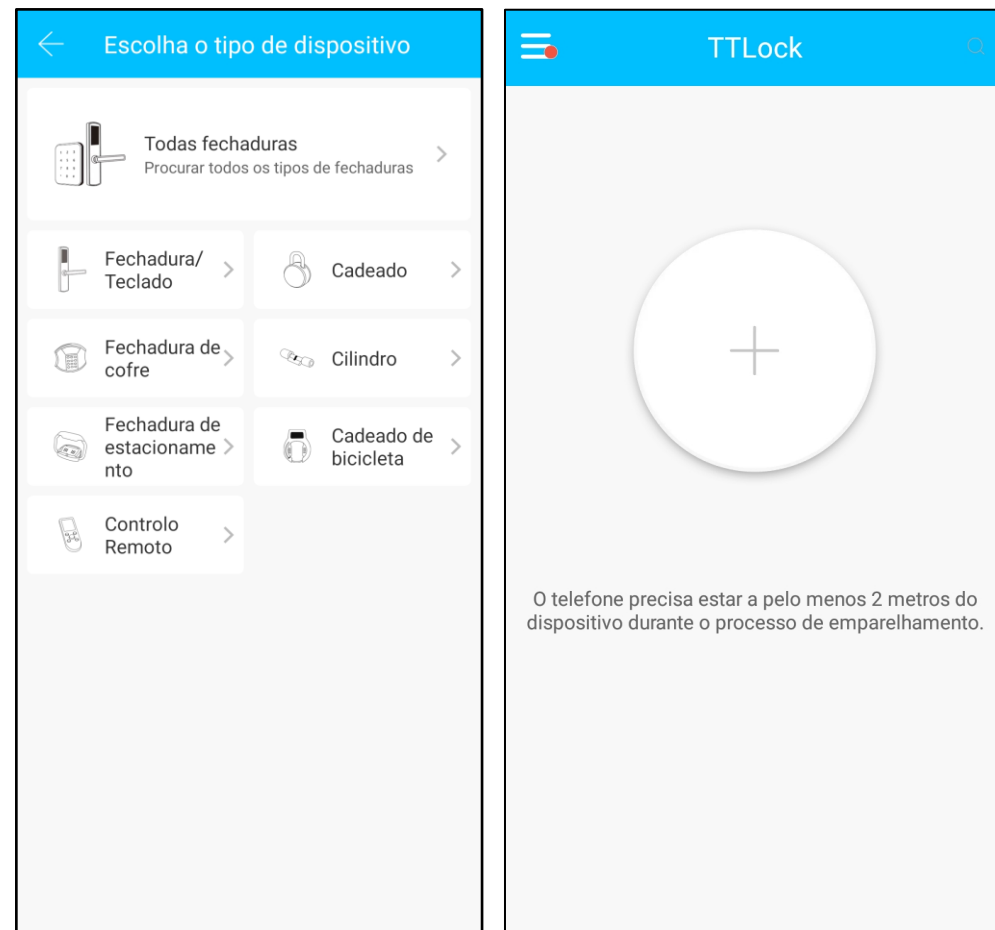 Escolha o tipo de dispositivo
Todas fechaduras
Procurar todos os tipos de fechaduras
Fechadura/
Teclado
Cadeado
Fechadura de
cofre
Cilindro
Fechadura de
estacioname
nto
Cadeado de
bicicleta
Controlo
Remoto
TTLock
O telefone precisa estar a pelo menos 2 metros do
dispositivo durante o processo de emparelhamento.